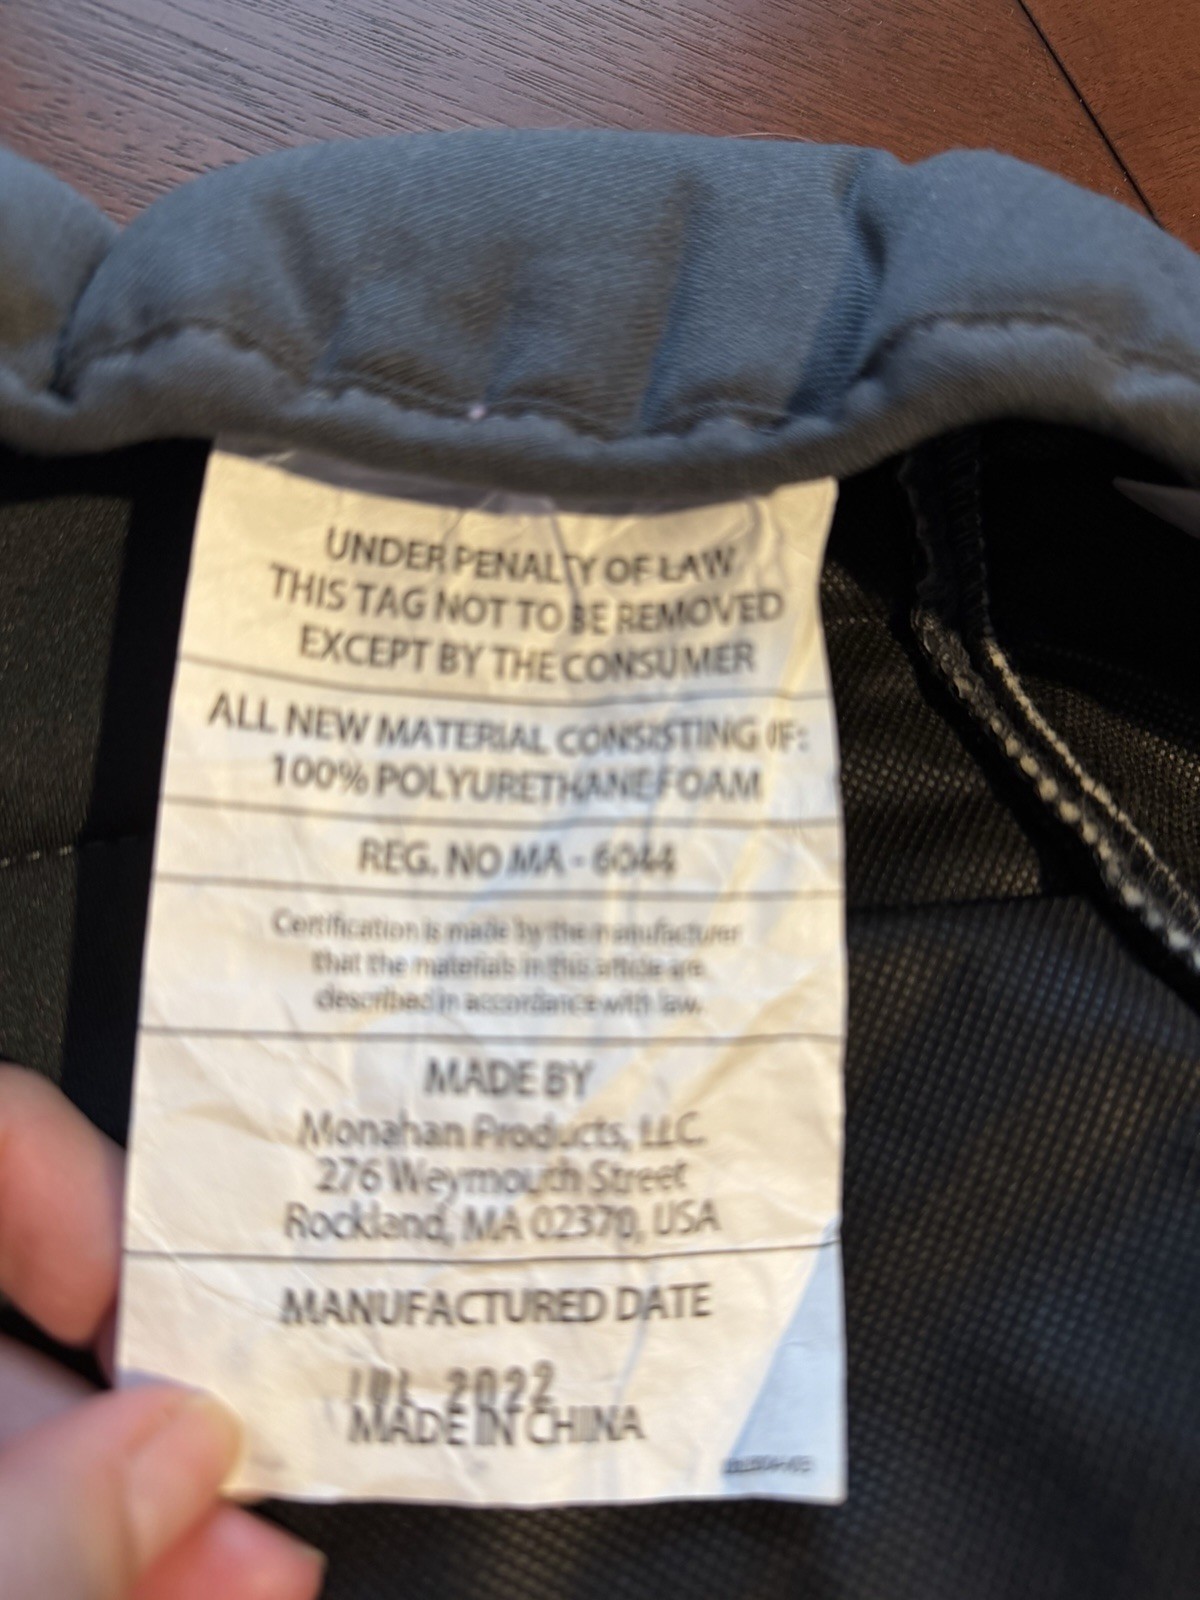 UNDER PENALTY OF LAW
THIS TAG NOT TO BE REMOVED
EXCEPT BY THE CONSUMER
ALL NEW MATERIAL CONSISTING OF:
100% POLYURETHANE FOAM
REG. NO MA - 6044
Certification is made by the manufacturer
that the materials in this article are
described in accordance with law.
MADE BY
Monahan Products, LLC
276 Weymouth Street
Rockland, MA 02370, USA
MANUFACTURED DATE
JUL 2022
MADE IN CHINA